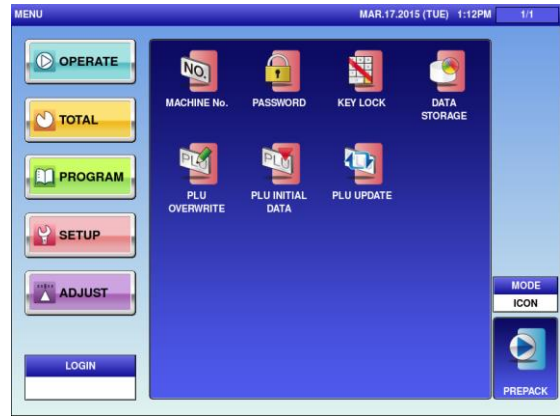 MENU
MAR.17.2015 (TUE) 1:12PM
1/1
OPERATE
TOTAL
PROGRAM
SETUP
ADJUST
LOGIN
NO.
MACHINE No.
PASSWORD
KEY LOCK
DATA
STORAGE
PLU
PLU
OVERWRITE
PLU
PLU INITIAL
DATA
PLU UPDATE
MODE
ICON
PREPACK